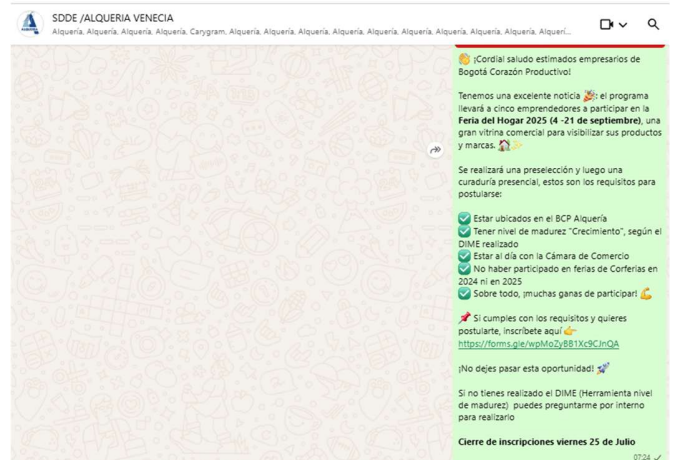 SDDE /ALQUERIA VENECIA
Alquería, Alquería, Alquería, Alquería, Carygram, Alquería, Alquería, Alquería, Alquería, Alquería, Alquería, Alquería, Alquería, Alquería, Alquerí...
👏 ¡Cordial saludo estimados empresarios de
Bogotá Corazón Productivo!
Tenemos una excelente noticia 🎉: el programa
llevará a cinco emprendedores a participar en la
Feria del Hogar 2025 (4 -21 de septiembre), una
gran vitrina comercial para visibilizar sus productos
y marcas. 🏠✨
Se realizará una preselección y luego una
curaduría presencial, estos son los requisitos para
postularse:
✅ Estar ubicados en el BCP Alquería
✅ Tener nivel de madurez "Crecimiento", según el
DIME realizado
✅ Estar al día con la Cámara de Comercio
✅ No haber participado en ferias de Corferias en
2024 ni en 2025
✅ Sobre todo, ¡muchas ganas de participar! 💪
📌 Si cumples con los requisitos y quieres
postularte, inscríbete aquí 👉
https://forms.gle/wpMoZyBB1Xc9CJnQA
¡No dejes pasar esta oportunidad! 🚀
Si no tienes realizado el DIME (Herramienta nivel
de madurez) puedes preguntarme por interno
para realizarlo
Cierre de inscripciones viernes 25 de Julio
07:24